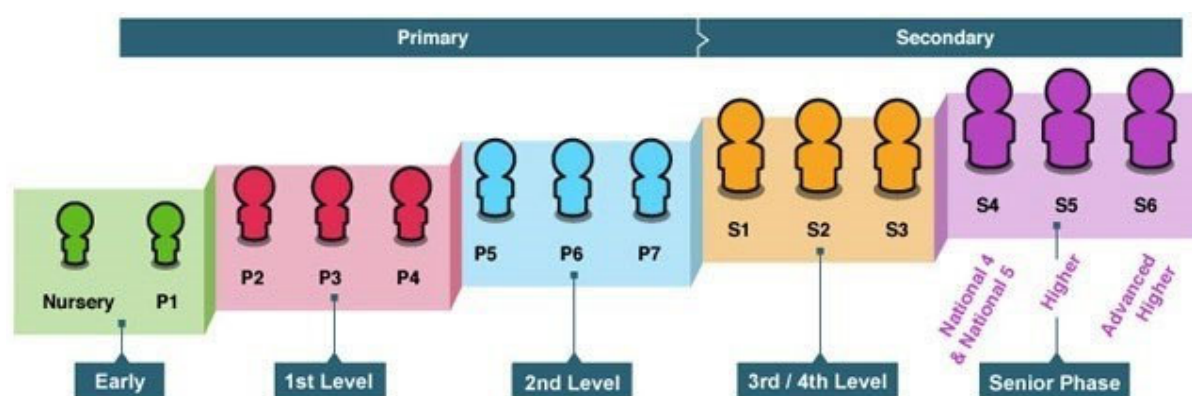 Primary
Secondary
Nursery
P1
P2
P3
P4
P5
P6
P7
S1
S2
S3
S4
S5
S6
National 4
& National 5
Higher
Advanced
Higher
Early
1st Level
2nd Level
3rd / 4th Level
Senior Phase